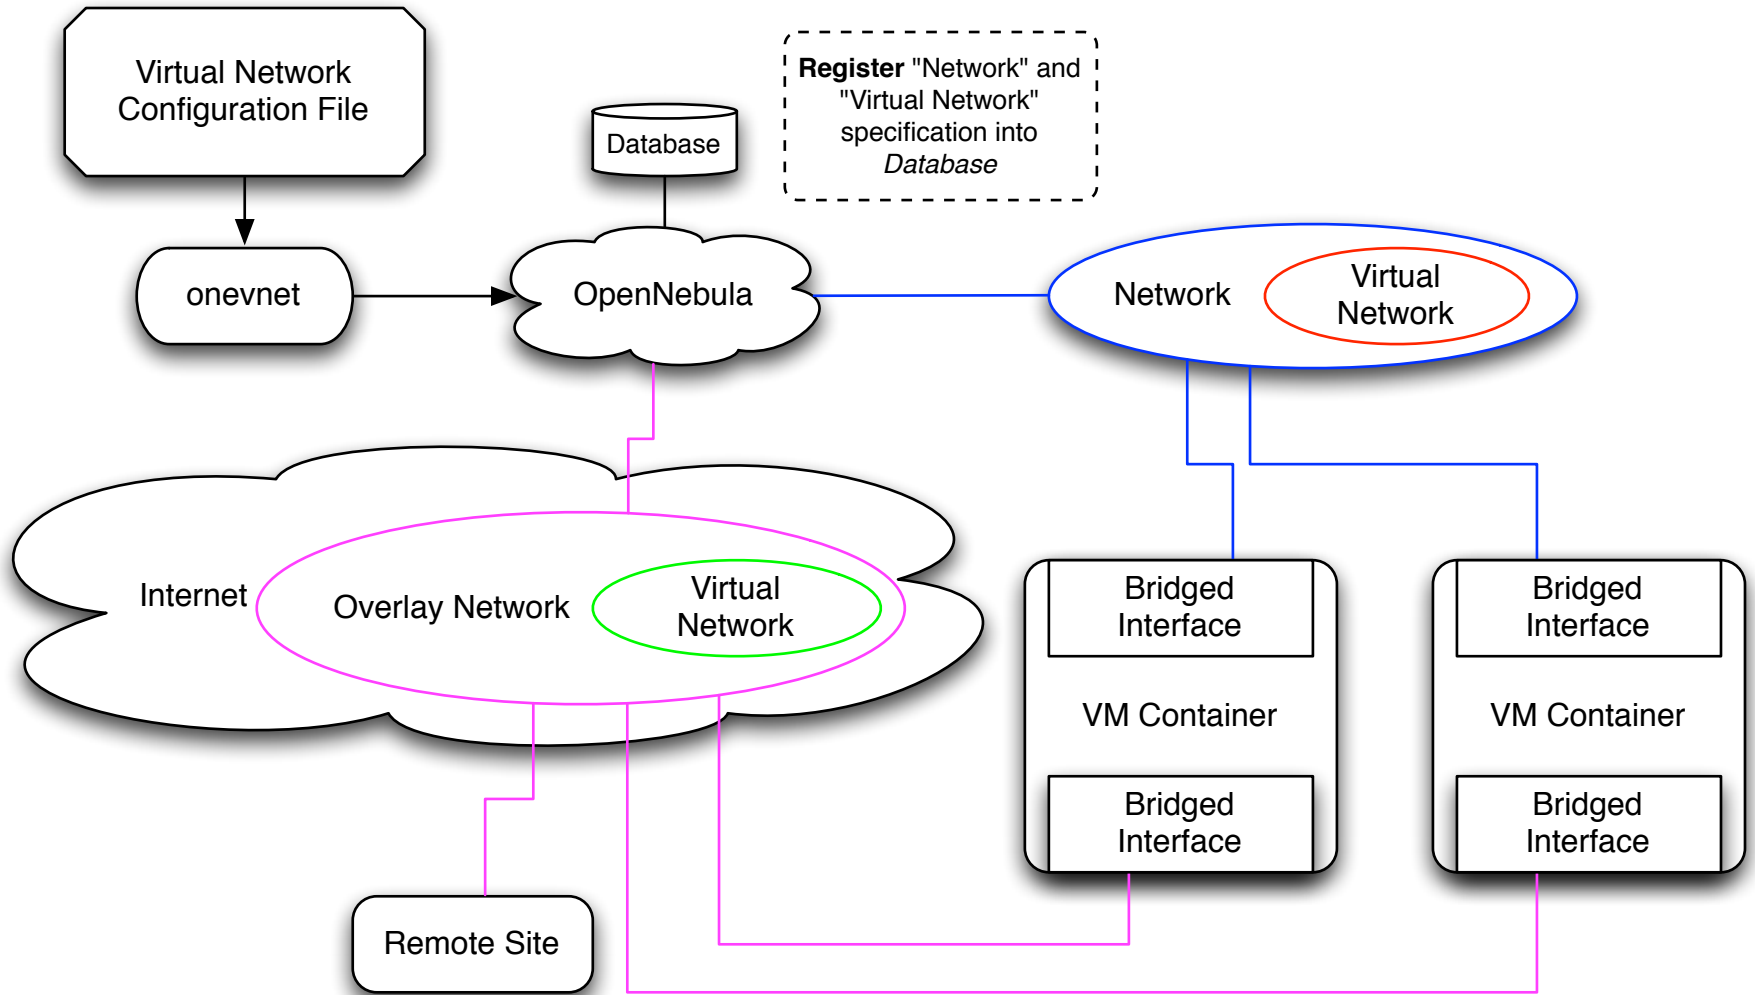 Virtual Network
Configuration File
Register "Network" and
"Virtual Network"
specification into
Database
Database
onevnet
OpenNebula
Network
Virtual
Network
Internet
Overlay Network
Virtual
Network
Bridged
Interface
VM Container
Bridged
Interface
Bridged
Interface
VM Container
Bridged
Interface
Remote Site